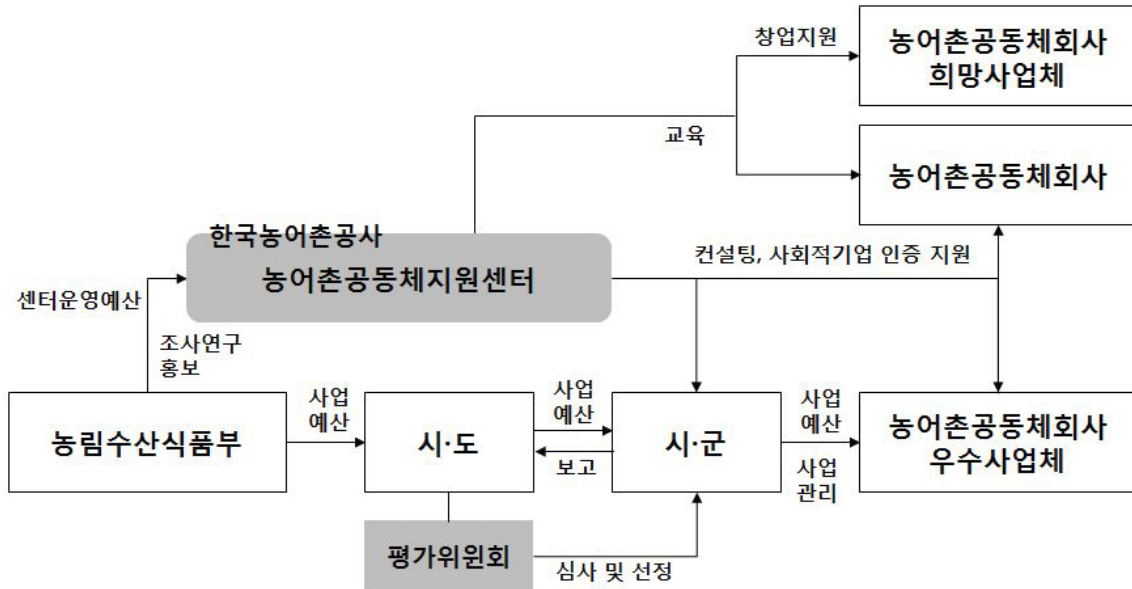 창업지원
농어촌공동체회사
희망사업체
교육
농어촌공동체회사
한국농어촌공사
농어촌공동체지원센터
컨설팅, 사회적기업 인증 지원
센터운영예산
조사연구
홍보
농림수산식품부
사업
예산
시·도
사업
예산
보고
시·군
사업
예산
사업
관리
농어촌공동체회사
우수사업체
평가위원회
심사 및 선정